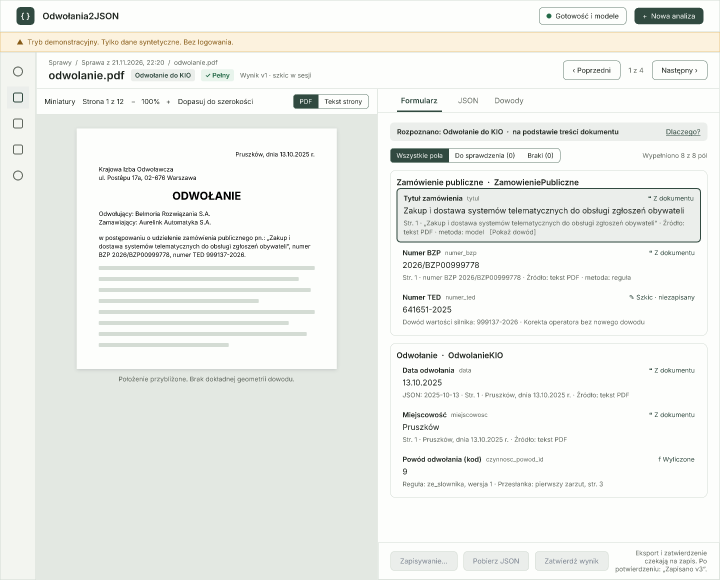 { } Odwołania2JSON
Gotowość i modele
+ Nowa analiza
▲ Tryb demonstracyjny. Tylko dane syntetyczne. Bez logowania.
Sprawy / Sprawa z 21.11.2026, 22:20 / odwolanie.pdf
odwolanie.pdf Odwołanie do KIO ✓ Pełny Wynik v1 · szkic w sesji
‹ Poprzedni 1 z 4 Następny ›
Miniatury Strona 1 z 12 − 100% + Dopasuj do szerokości PDF Tekst strony
Pruszków, dnia 13.10.2025 r.
Krajowa Izba Odwoławcza
ul. Postępu 17a, 02-676 Warszawa
ODWOŁANIE
Odwołujący: Belmoria Rozwiązania S.A.
Zamawiający: Aurelink Automatyka S.A.
w postępowaniu o udzielenie zamówienia publicznego pn.: „Zakup i
dostawa systemów telematycznych do obsługi zgłoszeń obywateli", numer
BZP 2026/BZP00999778, numer TED 999137-2026.
Położenie przybliżone. Brak dokładnej geometrii dowodu.
Formularz JSON Dowody
Rozpoznano: Odwołanie do KIO · na podstawie treści dokumentu Dlaczego?
Wszystkie pola Do sprawdzenia (0) Braki (0) Wypełniono 8 z 8 pól
Zamówienie publiczne · ZamowieniePubliczne
Tytuł zamówienia tytul ❝ Z dokumentu
Zakup i dostawa systemów telematycznych do obsługi zgłoszeń obywateli
Str. 1 · „Zakup i dostawa systemów telematycznych do obsługi zgłoszeń obywateli" · Źródło:
tekst PDF · metoda: model [Pokaż dowód]
Numer BZP numer_bzp ❝ Z dokumentu
2026/BZP00999778
Str. 1 · numer BZP 2026/BZP00999778 · Źródło: tekst PDF · metoda: reguła
Numer TED numer_ted ✎ Szkic · niezapisany
641651-2025
Dowód wartości silnika: 999137-2026 · Korekta operatora bez nowego dowodu
Odwołanie · OdwolanieKIO
Data odwołania data ❝ Z dokumentu
13.10.2025
JSON: 2025-10-13 · Str. 1 · Pruszków, dnia 13.10.2025 r. · Źródło: tekst PDF
Miejscowość miejscowosc ❝ Z dokumentu
Pruszków
Str. 1 · Pruszków, dnia 13.10.2025 r. · Źródło: tekst PDF
Powód odwołania (kod) czynnosc_powod_id f Wyliczone
9
Reguła: ze_slownika, wersja 1 · Przesłanka: pierwszy zarzut, str. 3
Zapisywanie... Pobierz JSON Zatwierdź wynik
Eksport i zatwierdzenie
czekają na zapis. Po
potwierdzeniu: „Zapisano v3".